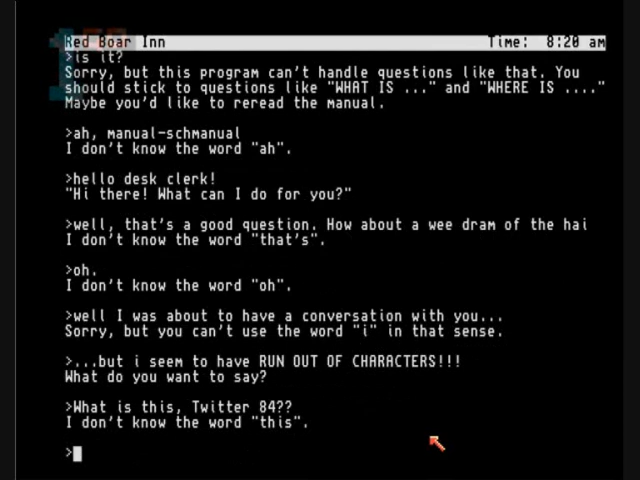 Red Boar Inn Time: 8:20 am
>is it?
Sorry, but this program can't handle questions like that. You
should stick to questions like "WHAT IS ..." and "WHERE IS ...."
Maybe you'd like to reread the manual.
>ah, manual-schmanual
I don't know the word "ah".
>hello desk clerk!
"Hi there! What can I do for you?"
>well, that's a good question. How about a wee dram of the hai
I don't know the word "that's".
>oh.
I don't know the word "oh".
>well I was about to have a conversation with you...
Sorry, but you can't use the word "i" in that sense.
>...but i seem to have RUN OUT OF CHARACTERS!!!
What do you want to say?
>What is this, Twitter 84??
I don't know the word "this".
>